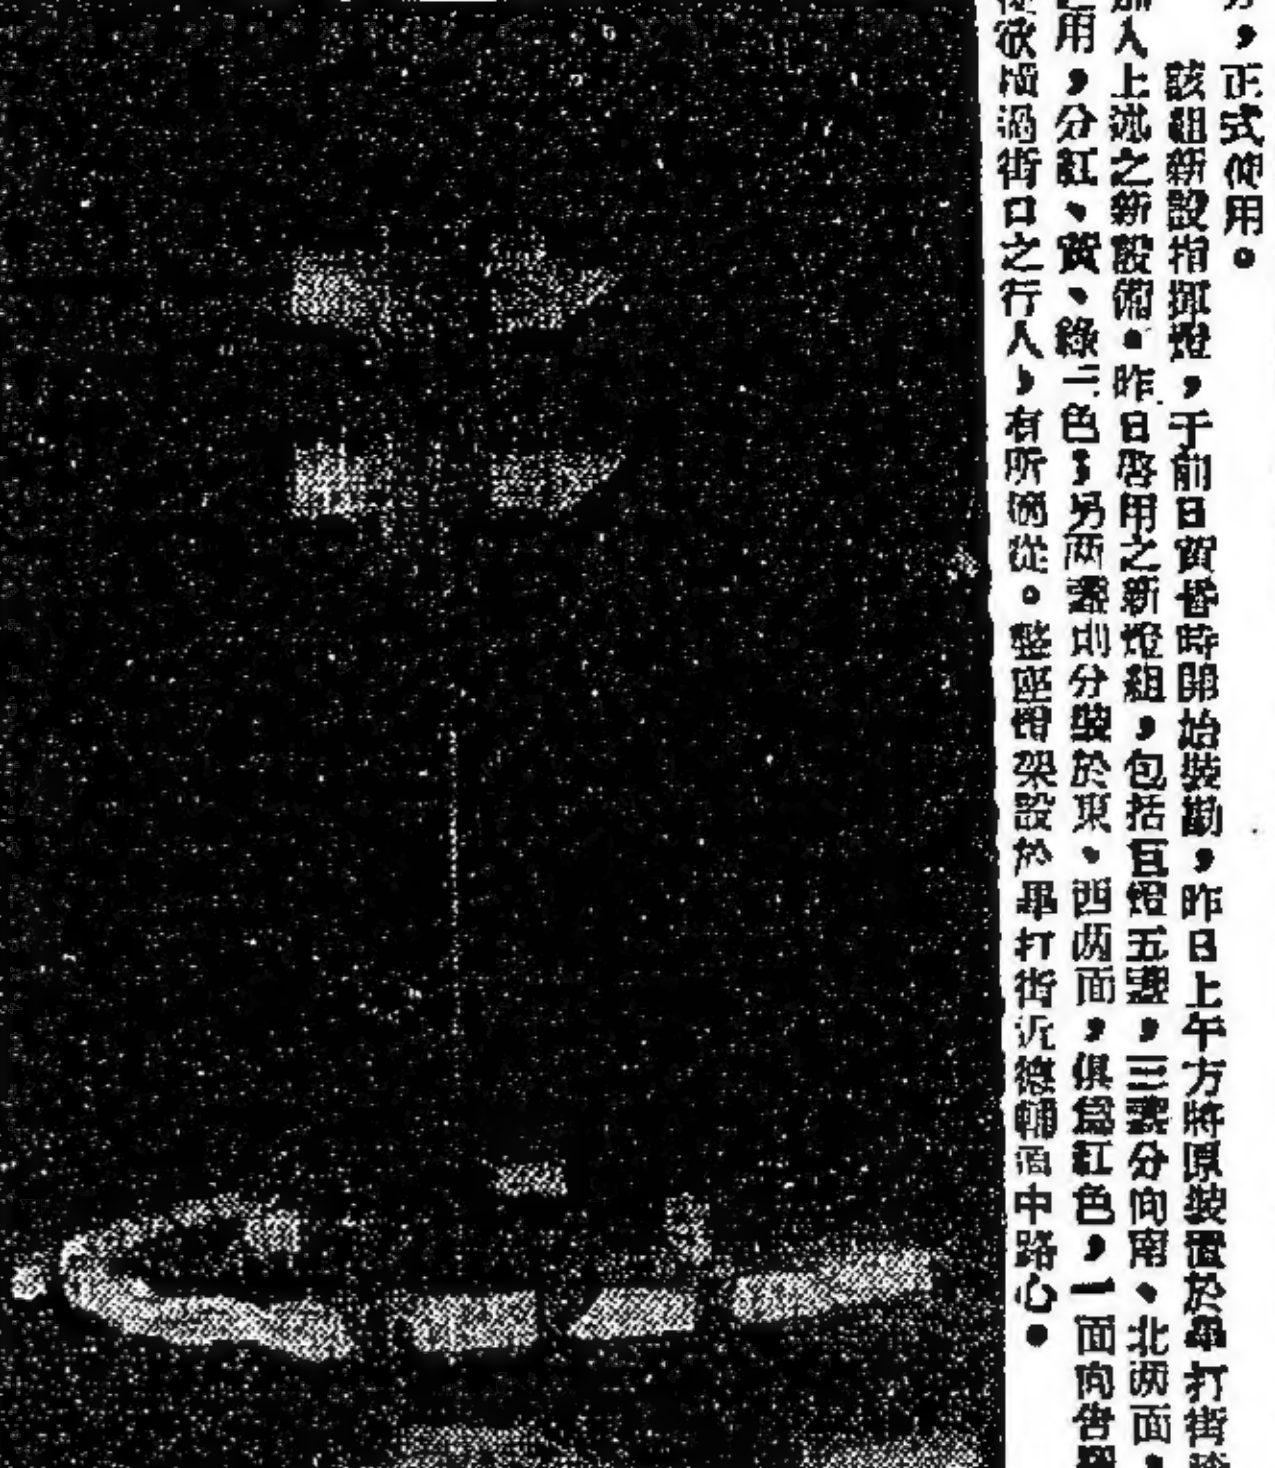 ，正式使用。
該組新設指揮燈，于前日黃昏時開始裝勘，昨日上午方將原裝置於畢打街
加入上述之新設備。昨日啓用之新燈組，包括巨燈五盞，三盞分向南、北兩面，
用，分紅、黃、綠三色；另兩盞則分裝於東、西兩面，俱為紅色，一面向告
欲橫過街口之行人，有所適從。整座燈架設於畢打街近德輔道中路心。